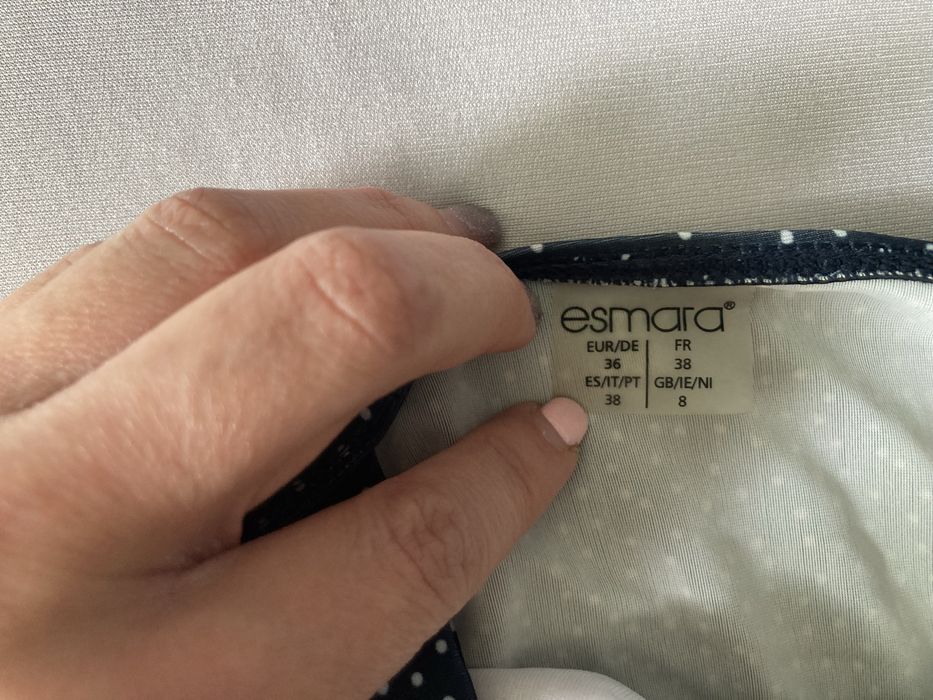 esmara®
EUR/DE FR
36 38
ES/IT/PT GB/IE/NI
38 8